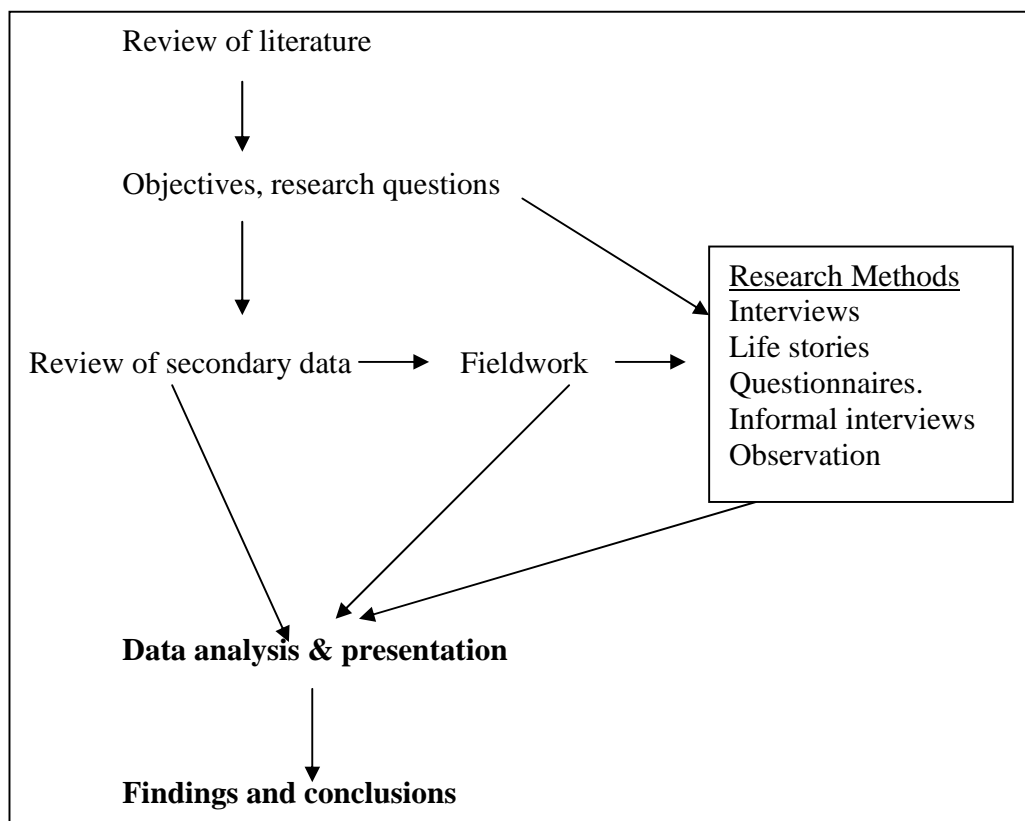 Review of literature
Objectives, research questions
Research Methods
Interviews
Life stories
Questionnaires.
Informal interviews
Observation
Review of secondary data
Fieldwork
Data analysis & presentation
Findings and conclusions